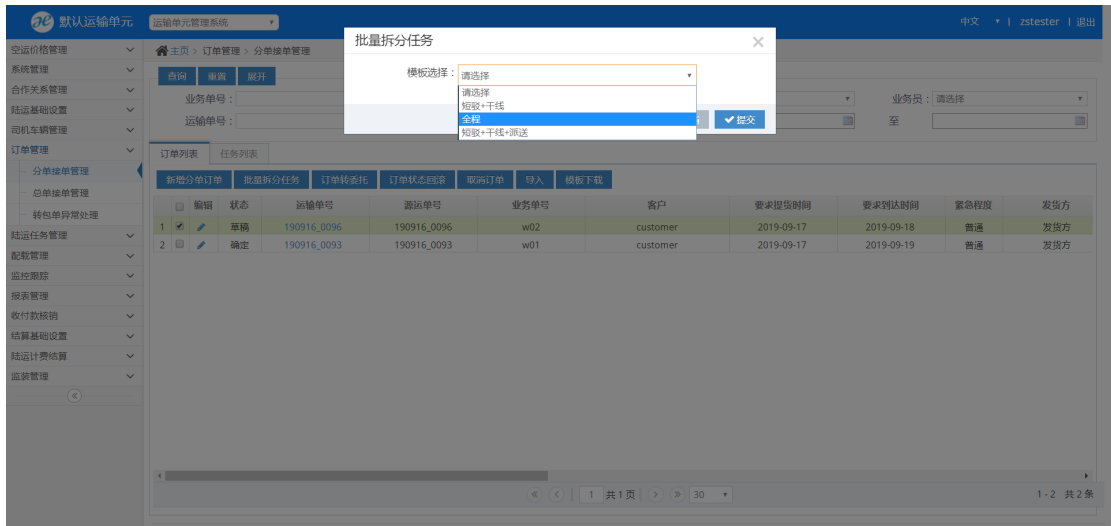 默认运输单元
运输单元管理系统
中文 | zstester | 退出
空运价格管理
系统管理
合作关系管理
陆运基础设置
司机车辆管理
订单管理
分单接单管理
总单接单管理
转包单异常处理
陆运任务管理
配载管理
监控跟踪
报表管理
收付款核销
结算基础设置
陆运计费结算
监装管理
主页 > 订单管理 > 分单接单管理
查询 重置 展开
业务单号：
业务员： 请选择
运输单号：
至
批量拆分任务
模板选择： 请选择
请选择
短驳+干线
全程
短驳+干线+派送
提交
订单列表 任务列表
新增分单订单 批量拆分任务 订单转委托 订单状态回滚 取消订单 导入 模板下载
编辑 状态 运输单号 源运单号 业务单号 客户 要求提货时间 要求到达时间 紧急程度 发货方
1 草稿 190916_0096 190916_0096 w02 customer 2019-09-17 2019-09-18 普通 发货方
2 确定 190916_0093 190916_0093 w01 customer 2019-09-17 2019-09-19 普通 发货方
1 共1页 30
1 - 2 共2条